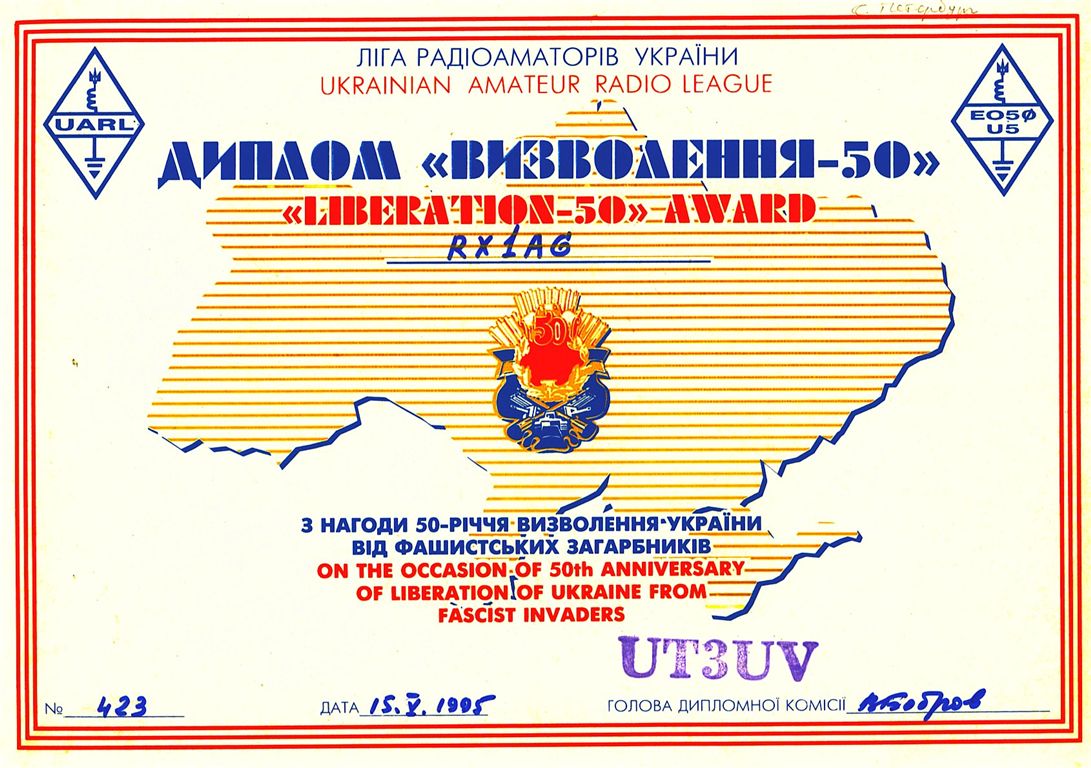 С. Петербург
ЛІГА РАДІОАМАТОРІВ УКРАЇНИ
UKRAINIAN AMATEUR RADIO LEAGUE
UARL
EO5Ø
U5
ДИПЛОМ «ВИЗВОЛЕННЯ-50»
«LIBERATION-50» AWARD
RX1AG
50
З НАГОДИ 50-РІЧЧЯ ВИЗВОЛЕННЯ УКРАЇНИ
ВІД ФАШИСТСЬКИХ ЗАГАРБНИКІВ
ON THE OCCASION OF 50th ANNIVERSARY
OF LIBERATION OF UKRAINE FROM
FASCIST INVADERS
UT3UV
№ 423 ДАТА 15.X.1995 ГОЛОВА ДИПЛОМНОЇ КОМІСІЇ АБобров